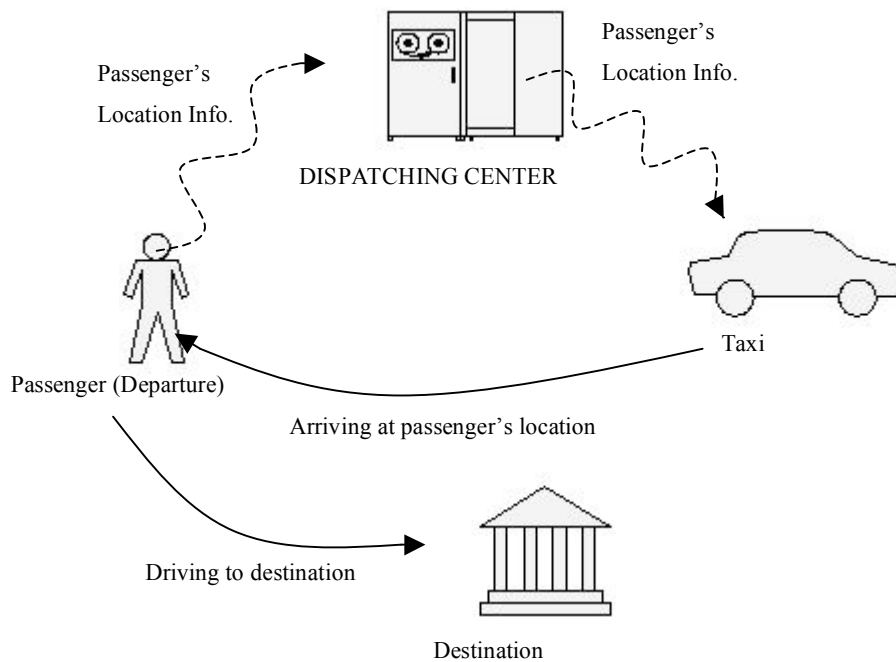 Passenger's
Location Info.
Passenger's
Location Info.
DISPATCHING CENTER
Taxi
Passenger (Departure)
Arriving at passenger's location
Driving to destination
Destination